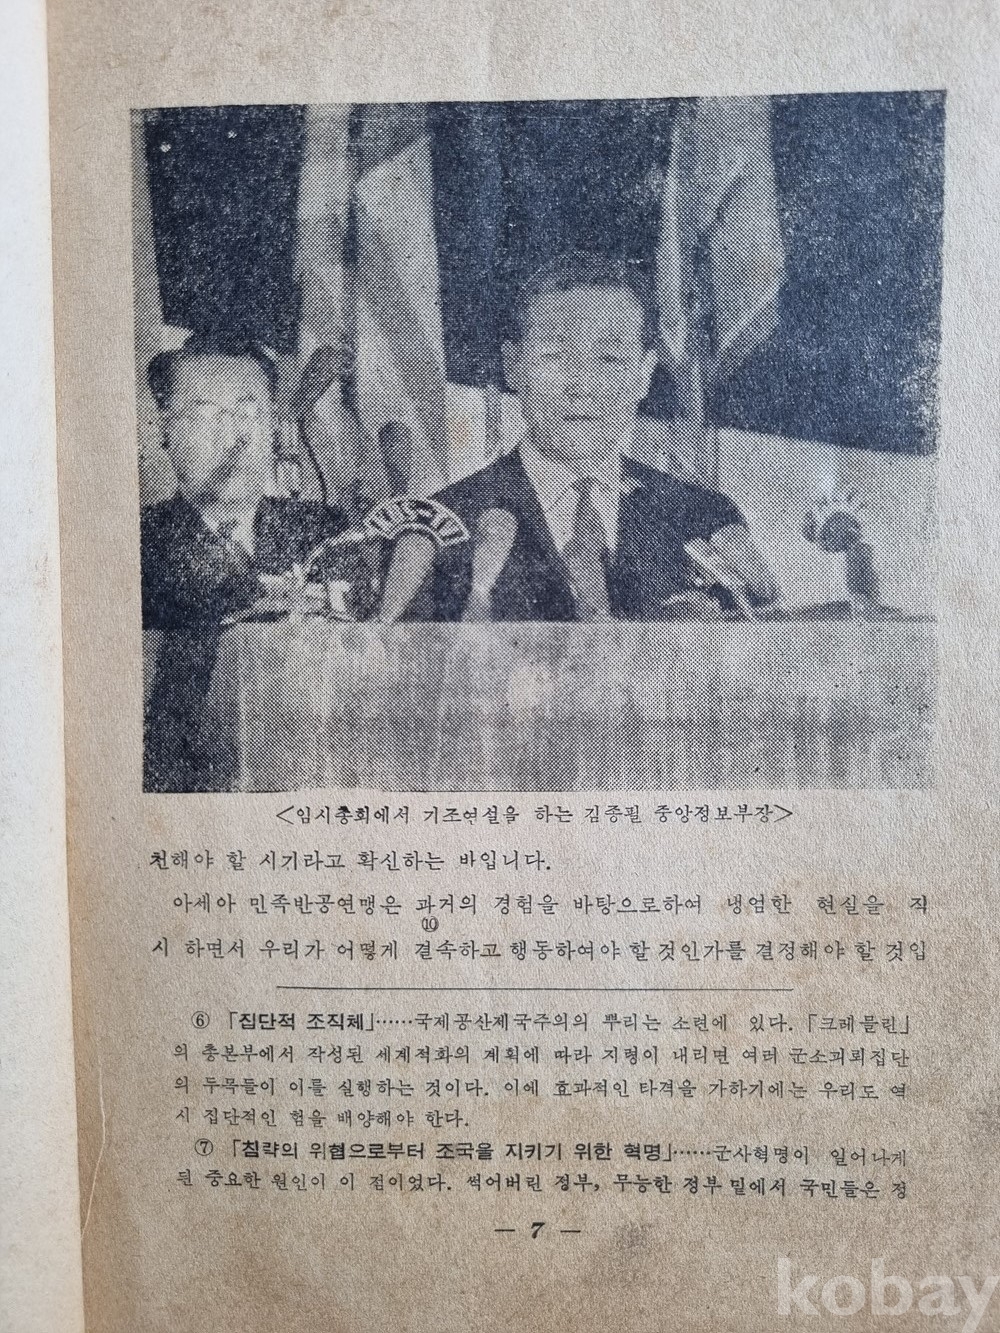 <임시총회에서 기조연설을 하는 김종필 중앙정보부장>
천해야 할 시기라고 확신하는 바입니다.
아세아 민족반공연맹은 과거의 경험을 바탕으로하여 냉엄한 현실을 직
⑩
시 하면서 우리가 어떻게 결속하고 행동하여야 할 것인가를 결정해야 할 것입
⑥ 「집단적 조직체」……국제공산제국주의의 뿌리는 소련에 있다. 「크레믈린」
의 총본부에서 작성된 세계적화의 계획에 따라 지령이 내리면 여러 군소괴뢰집단
의 두목들이 이를 실행하는 것이다. 이에 효과적인 타격을 가하기에는 우리도 역
시 집단적인 힘을 배양해야 한다.
⑦ 「침략의 위협으로부터 조국을 지키기 위한 혁명」……군사혁명이 일어나게
된 중요한 원인이 이 점이었다. 썩어버린 정부, 무능한 정부 밑에서 국민들은 정
— 7 —
kobay